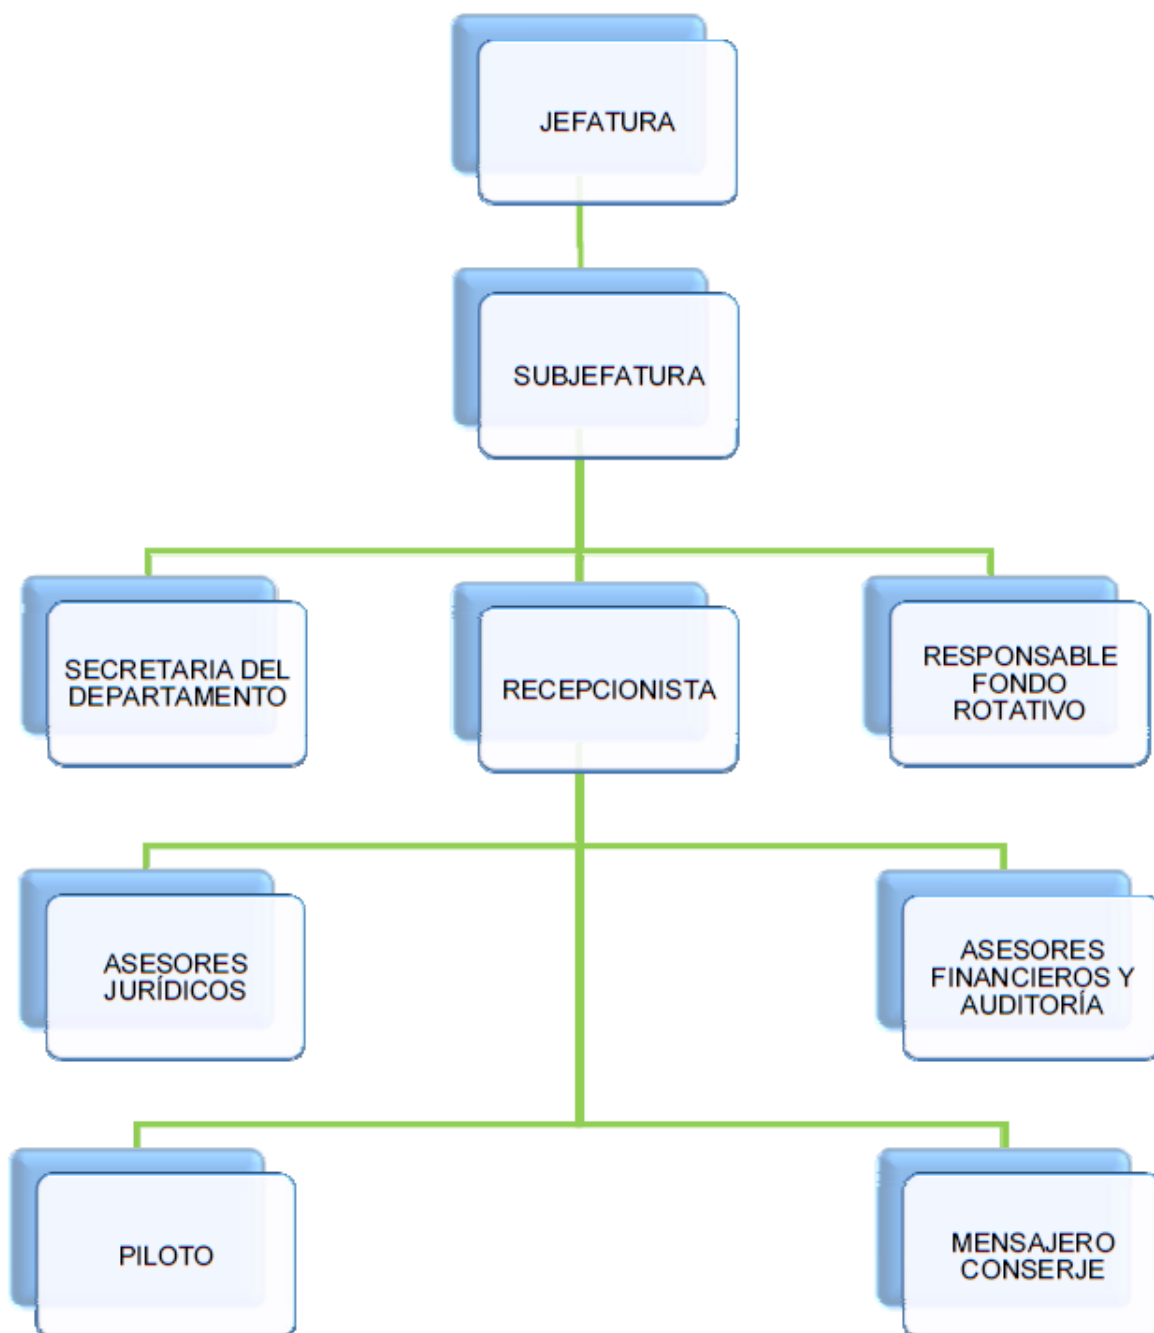 JEFATURA
SUBJEFATURA
SECRETARIA DEL
DEPARTAMENTO
RECEPCIONISTA
RESPONSABLE
FONDO
ROTATIVO
ASESORES
JURÍDICOS
ASESORES
FINANCIEROS Y
AUDITORÍA
PILOTO
MENSAJERO
CONSERJE